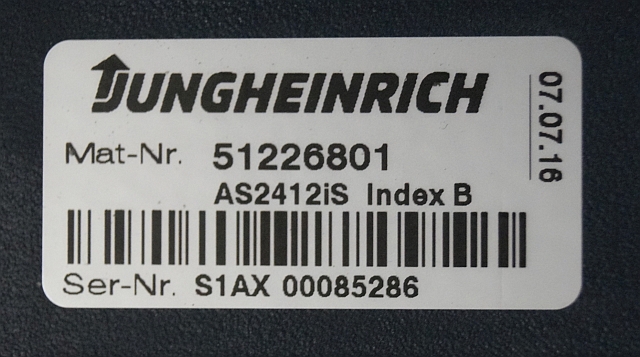 JUNGHEINRICH
Mat-Nr. 51226801
AS2412iS Index B
Ser-Nr. S1AX 00085286
07.07.16